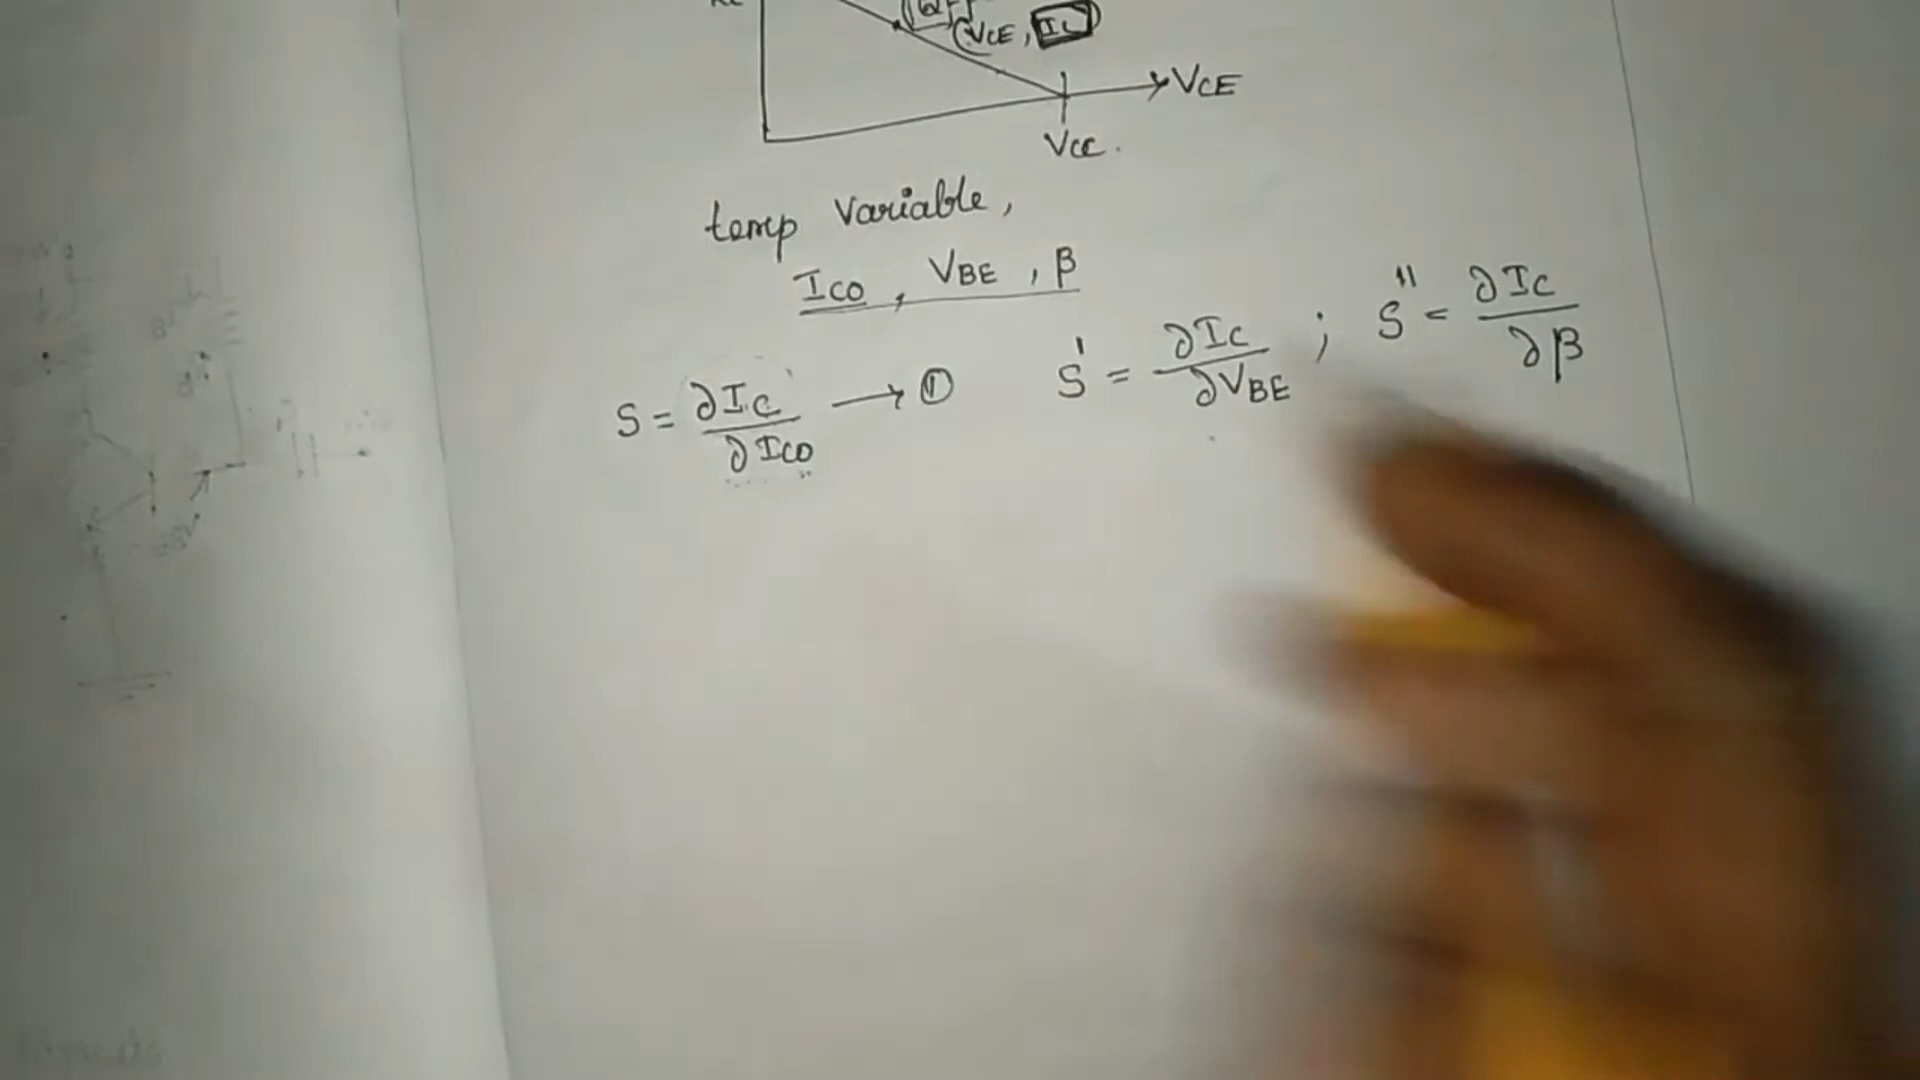 (VCE, IC)
VCE
VCC.
temp Variable,
ICO, VBE, β
S = ∂IC/∂ICO → ① S' = ∂IC/∂VBE ; S'' = ∂IC/∂β